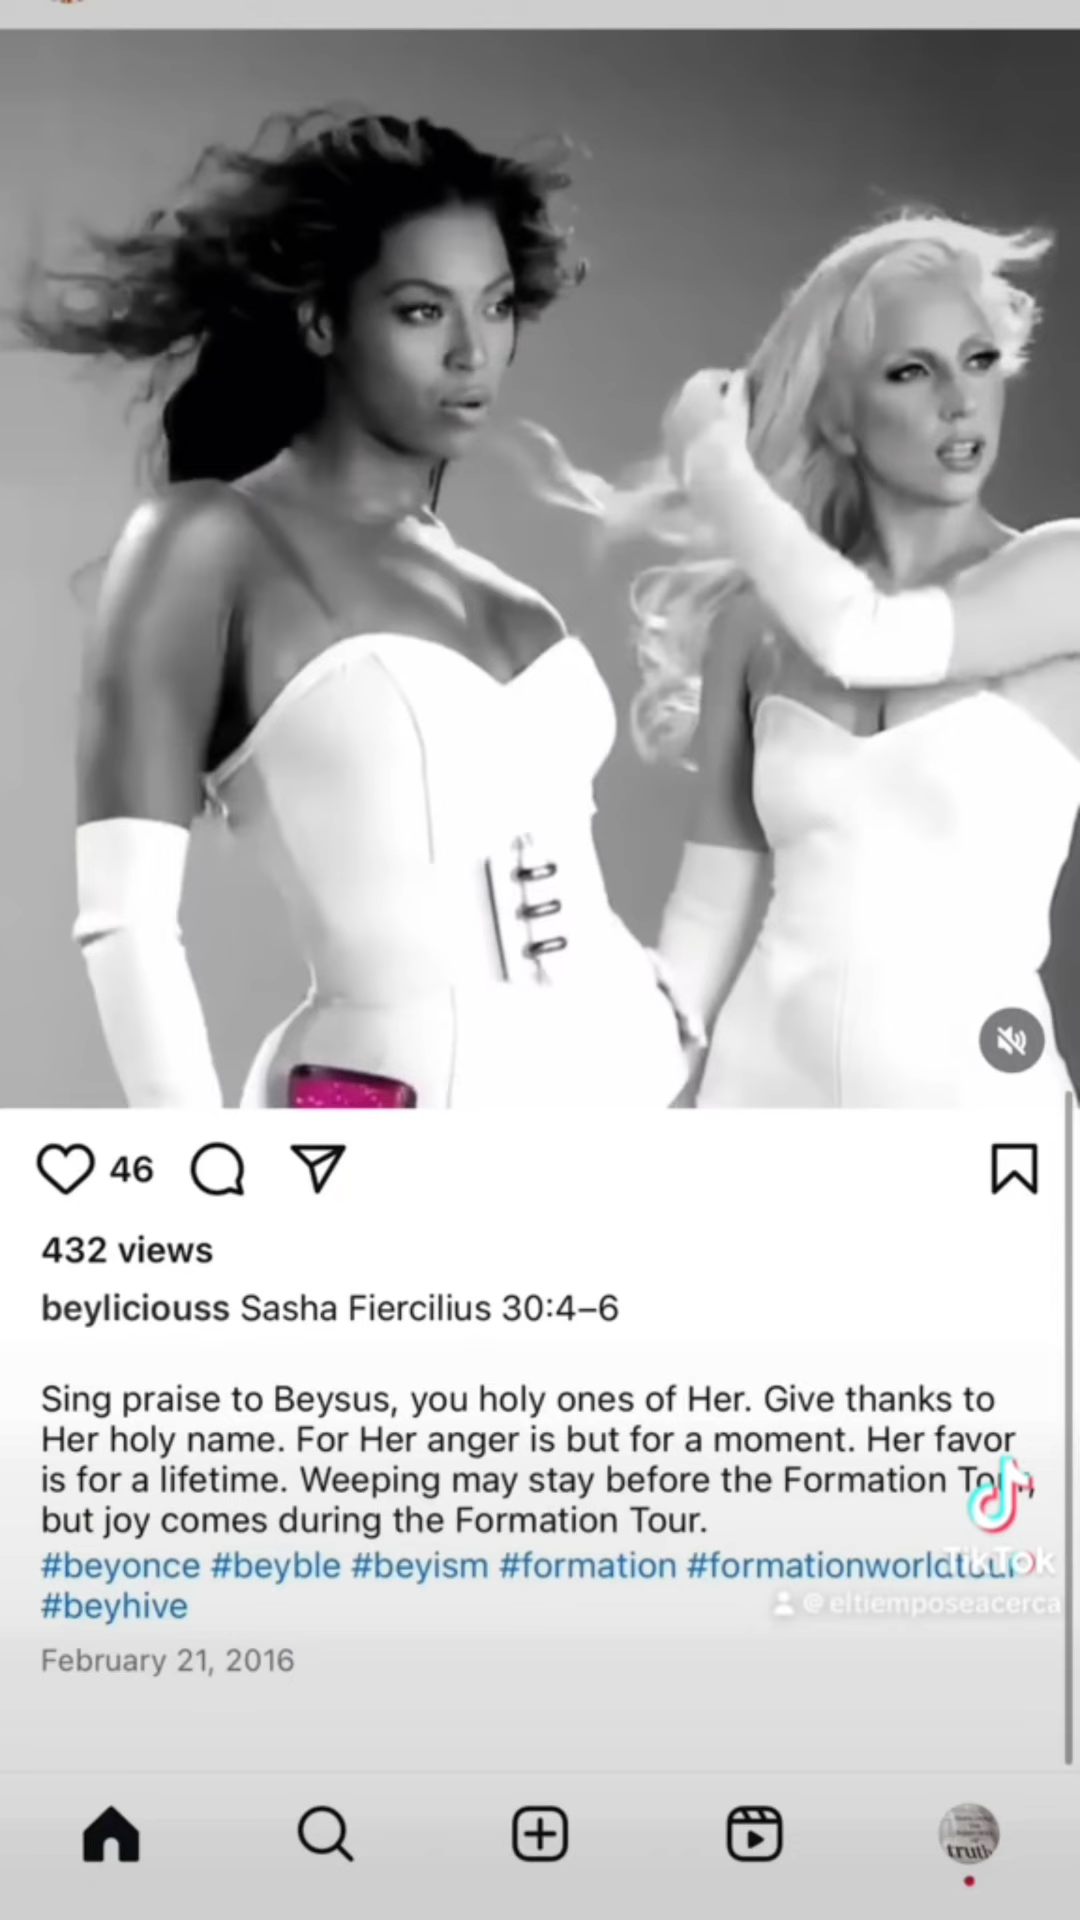 46
432 views
beyliciouss Sasha Fiercilius 30:4–6
Sing praise to Beysus, you holy ones of Her. Give thanks to
Her holy name. For Her anger is but for a moment. Her favor
is for a lifetime. Weeping may stay before the Formation
but joy comes during the Formation Tour.
#beyonce #beyble #beyism #formation #formationworldtour
#beyhive
TikTok
@eltiemposeacerca
February 21, 2016
truth